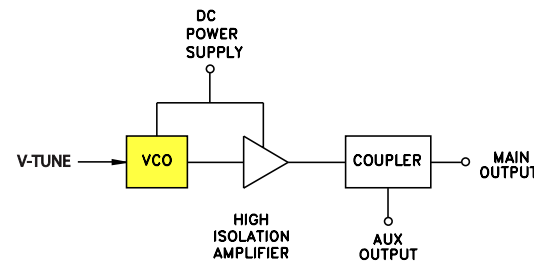 DC
POWER
SUPPLY
V-TUNE
VCO
COUPLER
MAIN
OUTPUT
HIGH
ISOLATION
AMPLIFIER
AUX
OUTPUT